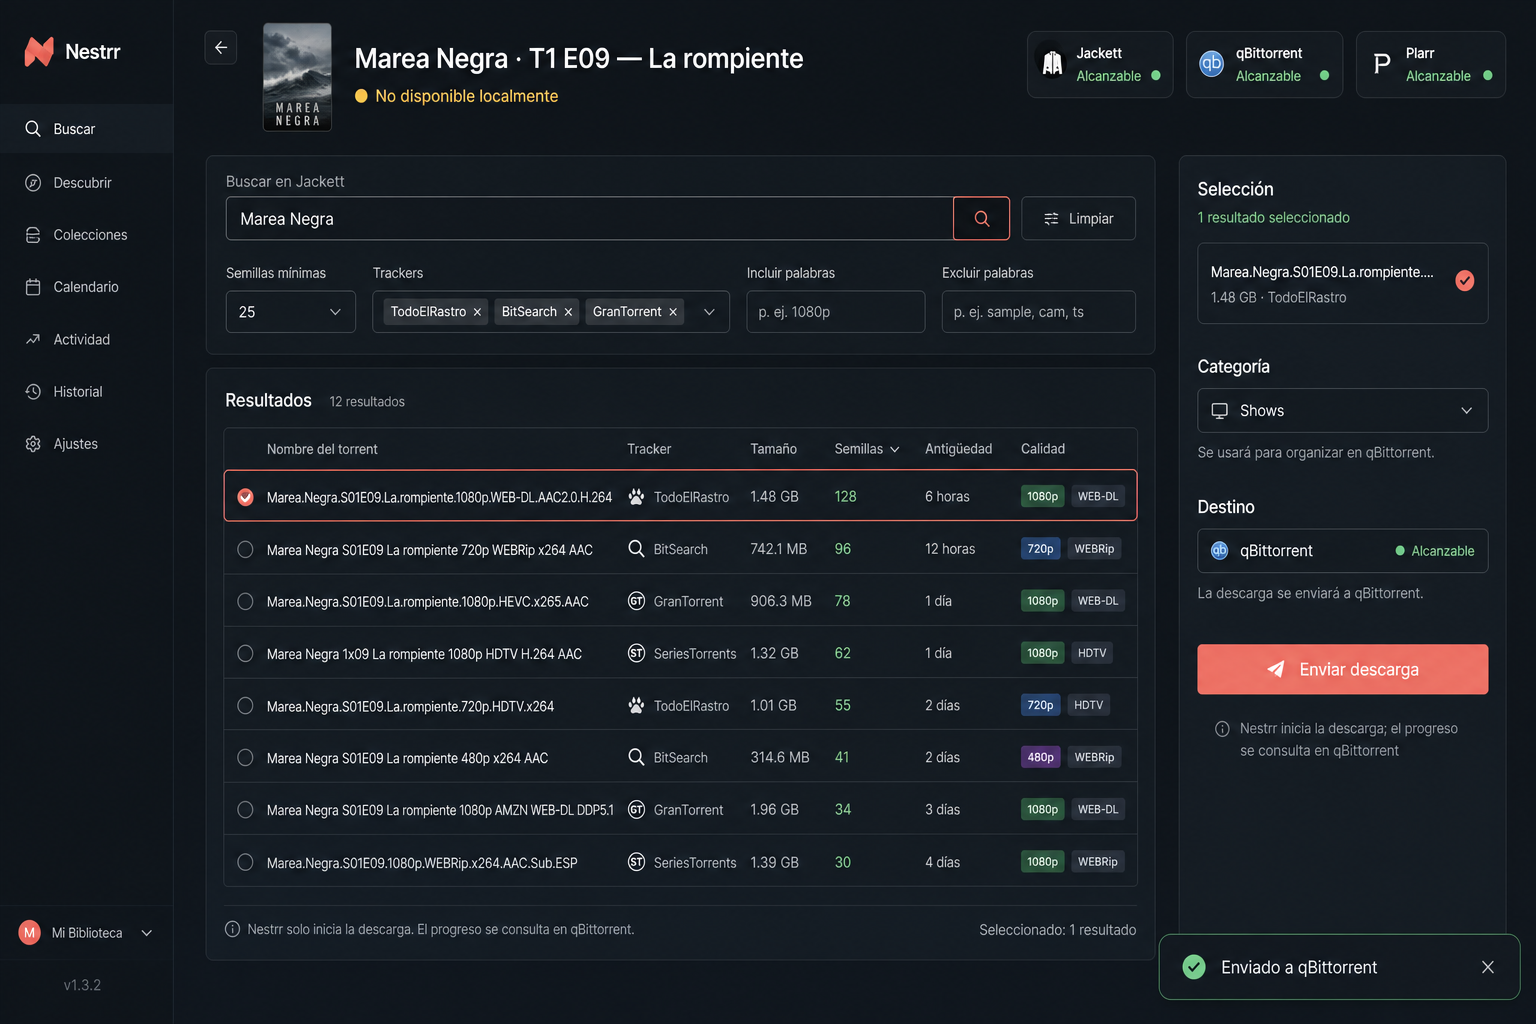 Nestrr
Buscar
Descubrir
Colecciones
Calendario
Actividad
Historial
Ajustes
M Mi Biblioteca
v1.3.2
MAREA
NEGRA
Marea Negra · T1 E09 — La rompiente
No disponible localmente
Jackett
Alcanzable
qb qBittorrent
Alcanzable
P Plarr
Alcanzable
Buscar en Jackett
Marea Negra
Limpiar
Semillas mínimas Trackers Incluir palabras Excluir palabras
25 TodoElRastro × BitSearch × GranTorrent × p. ej. 1080p p. ej. sample, cam, ts
Resultados 12 resultados
Nombre del torrent Tracker Tamaño Semillas Antigüedad Calidad
Marea.Negra.S01E09.La.rompiente.1080p.WEB-DL.AAC2.0.H.264 TodoElRastro 1.48 GB 128 6 horas 1080p WEB-DL
Marea Negra S01E09 La rompiente 720p WEBRip x264 AAC BitSearch 742.1 MB 96 12 horas 720p WEBRip
Marea.Negra.S01E09.La.rompiente.1080p.HEVC.x265.AAC GT GranTorrent 906.3 MB 78 1 día 1080p WEB-DL
Marea Negra 1x09 La rompiente 1080p HDTV H.264 AAC ST SeriesTorrents 1.32 GB 62 1 día 1080p HDTV
Marea.Negra.S01E09.La.rompiente.720p.HDTV.x264 TodoElRastro 1.01 GB 55 2 días 720p HDTV
Marea Negra S01E09 La rompiente 480p x264 AAC BitSearch 314.6 MB 41 2 días 480p WEBRip
Marea Negra S01E09 La rompiente 1080p AMZN WEB-DL DDP5.1 GT GranTorrent 1.96 GB 34 3 días 1080p WEB-DL
Marea.Negra.S01E09.1080p.WEBRip.x264.AAC.Sub.ESP ST SeriesTorrents 1.39 GB 30 4 días 1080p WEBRip
Nestrr solo inicia la descarga. El progreso se consulta en qBittorrent. Seleccionado: 1 resultado
Selección
1 resultado seleccionado
Marea.Negra.S01E09.La.rompiente....
1.48 GB · TodoElRastro
Categoría
Shows
Se usará para organizar en qBittorrent.
Destino
qb qBittorrent Alcanzable
La descarga se enviará a qBittorrent.
Enviar descarga
Nestrr inicia la descarga; el progreso
se consulta en qBittorrent
Enviado a qBittorrent